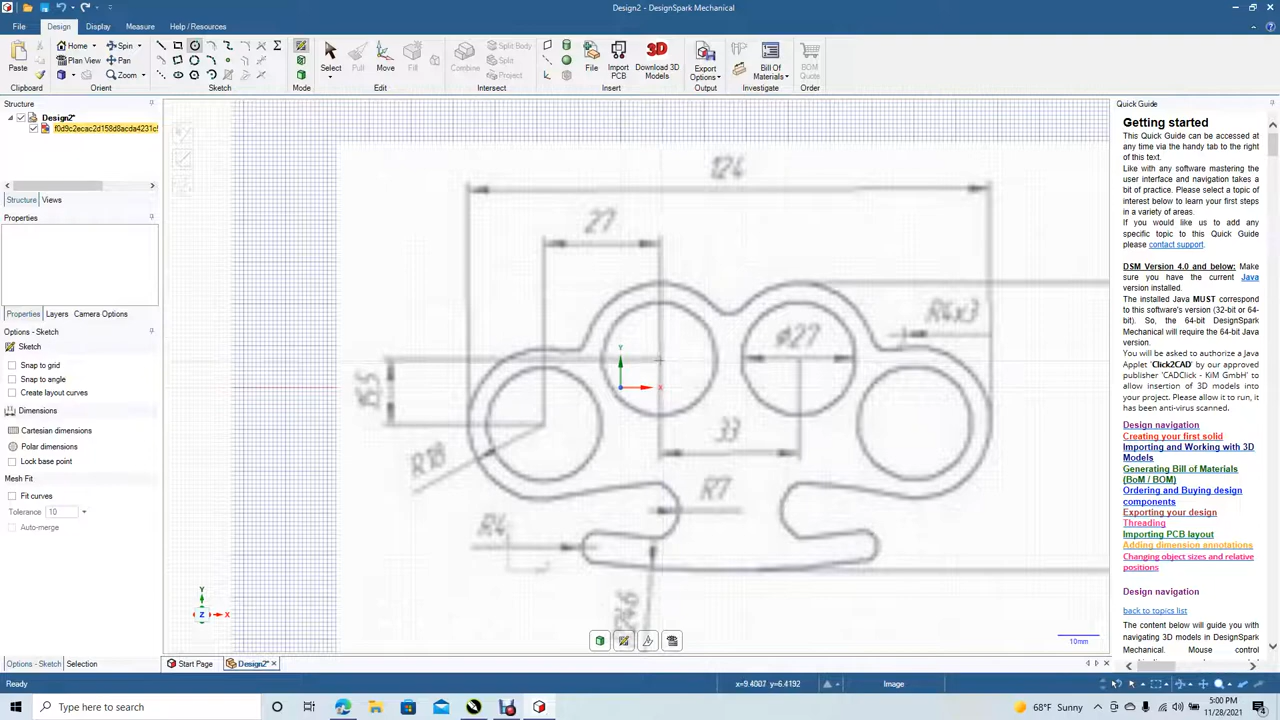 Design2* - DesignSpark Mechanical
File Design Display Measure Help / Resources
Home Spin
Plan View Pan
Zoom
Paste
Select Pull Move Fill
Combine Split Body
Split
Project
File Import PCB Download 3D Models
Export Options Bill Of Materials BOM Quote
Clipboard Orient Sketch Mode Edit Intersect Insert Output Investigate Order
Structure
Design2*
f0d9c2ecac2d158d8acda4231c
Structure Views
Properties
Properties Layers Camera Options
Options - Sketch
Sketch
Snap to grid
Snap to angle
Create layout curves
Dimensions
Cartesian dimensions
Polar dimensions
Lock base point
Mesh Fit
Fit curves
Tolerance 10
Auto-merge
Options - Sketch Selection
Ready
124
27
R4x3
ø27
15.5
33
R7
R4
Y
X
Y
Z X
10mm
Start Page Design2*
x=9.4007 y=6.4192 Image
Quick Guide
Getting started
This Quick Guide can be accessed at
any time via the handy tab to the right
of this text.
Like with any software mastering the
user interface and navigation takes a
bit of practice. Please select a topic of
interest below to learn your first steps
in a variety of areas.
If you would like us to add any
specific topic to this Quick Guide
please contact support.
DSM Version 4.0 and below: Make
sure you have the current Java
version installed.
The installed Java MUST correspond
to this software's version (32-bit or 64-
bit). So, the 64-bit DesignSpark
Mechanical will require the 64-bit Java
version.
You will be asked to authorize a Java
Applet 'Click2CAD' by our approved
publisher 'CADClick - KiM GmbH' to
allow insertion of 3D models into
your project. Please allow it to run, it
has been anti-virus scanned.
Design navigation
Creating your first solid
Importing and Working with 3D
Models
Generating Bill of Materials
(BoM / BOM)
Ordering and Buying design
components
Exporting your design
Threading
Importing PCB layout
Adding dimension annotations
Changing object sizes and relative
positions
Design navigation
back to topics list
The content below will guide you with
navigating 3D models in DesignSpark
Mechanical. Mouse control
Type here to search
68°F Sunny
5:00 PM
11/28/2021
4